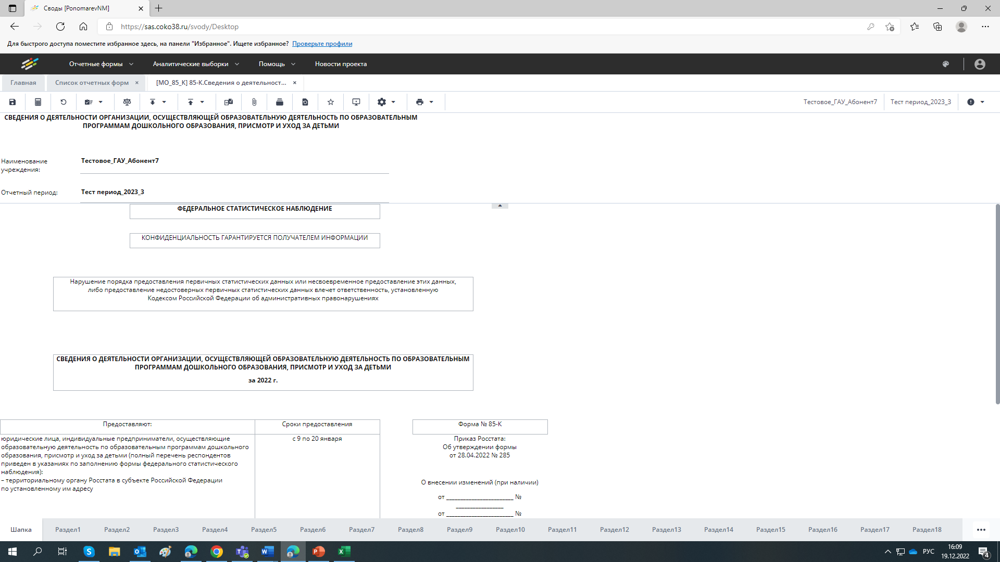 Своды [PonomarevNM]
https://sas.coko38.ru/svody/Desktop
Для быстрого доступа поместите избранное здесь, на панели "Избранное". Ищете избранное? Проверьте профили
Отчетные формы
Аналитические выборки
Помощь
Новости проекта
Главная
Список отчетных форм
[МО_85_К] 85-К.Сведения о деятельност...
Тестовое_ГАУ_Абонент7
Тест период_2023_3
СВЕДЕНИЯ О ДЕЯТЕЛЬНОСТИ ОРГАНИЗАЦИИ, ОСУЩЕСТВЛЯЮЩЕЙ ОБРАЗОВАТЕЛЬНУЮ ДЕЯТЕЛЬНОСТЬ ПО ОБРАЗОВАТЕЛЬНЫМ
ПРОГРАММАМ ДОШКОЛЬНОГО ОБРАЗОВАНИЯ, ПРИСМОТР И УХОД ЗА ДЕТЬМИ
Наименование
учреждения:
Тестовое_ГАУ_Абонент7
Отчетный период:
Тест период_2023_3
ФЕДЕРАЛЬНОЕ СТАТИСТИЧЕСКОЕ НАБЛЮДЕНИЕ
КОНФИДЕНЦИАЛЬНОСТЬ ГАРАНТИРУЕТСЯ ПОЛУЧАТЕЛЕМ ИНФОРМАЦИИ
Нарушение порядка предоставления первичных статистических данных или несвоевременное предоставление этих данных,
либо предоставление недостоверных первичных статистических данных влечет ответственность, установленную
Кодексом Российской Федерации об административных правонарушениях
СВЕДЕНИЯ О ДЕЯТЕЛЬНОСТИ ОРГАНИЗАЦИИ, ОСУЩЕСТВЛЯЮЩЕЙ ОБРАЗОВАТЕЛЬНУЮ ДЕЯТЕЛЬНОСТЬ ПО ОБРАЗОВАТЕЛЬНЫМ
ПРОГРАММАМ ДОШКОЛЬНОГО ОБРАЗОВАНИЯ, ПРИСМОТР И УХОД ЗА ДЕТЬМИ
за 2022 г.
Предоставляют:
Сроки предоставления
юридические лица, индивидуальные предприниматели, осуществляющие
образовательную деятельность по образовательным программам дошкольного
образования, присмотр и уход за детьми (полный перечень респондентов
приведен в указаниях по заполнению формы федерального статистического
наблюдения):
– территориальному органу Росстата в субъекте Российской Федерации
по установленному им адресу
с 9 по 20 января
Форма № 85-К
Приказ Росстата:
Об утверждении формы
от 28.04.2022 № 285
О внесении изменений (при наличии)
от ______________________ №
________________
от ______________________ №
Шапка
Раздел1
Раздел2
Раздел3
Раздел4
Раздел5
Раздел6
Раздел7
Раздел8
Раздел9
Раздел10
Раздел11
Раздел12
Раздел13
Раздел14
Раздел15
Раздел16
Раздел17
Раздел18
РУС
16:09
19.12.2022
4